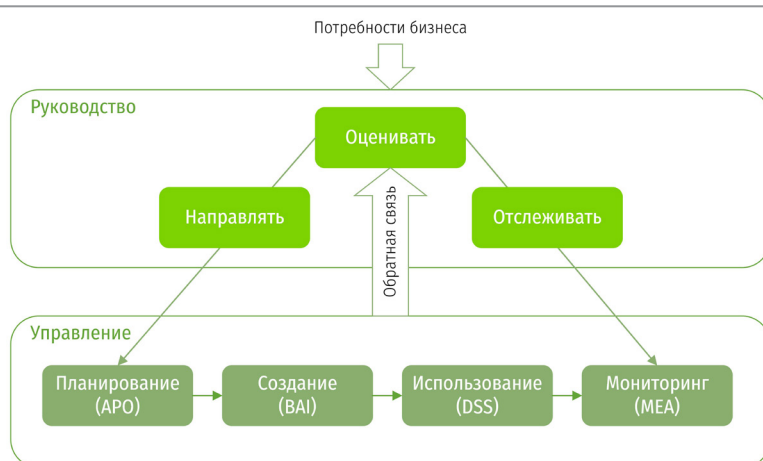 Потребности бизнеса
Руководство
Оценивать
Направлять
Обратная связь
Отслеживать
Управление
Планирование
(APO)
Создание
(BAI)
Использование
(DSS)
Мониторинг
(MEA)